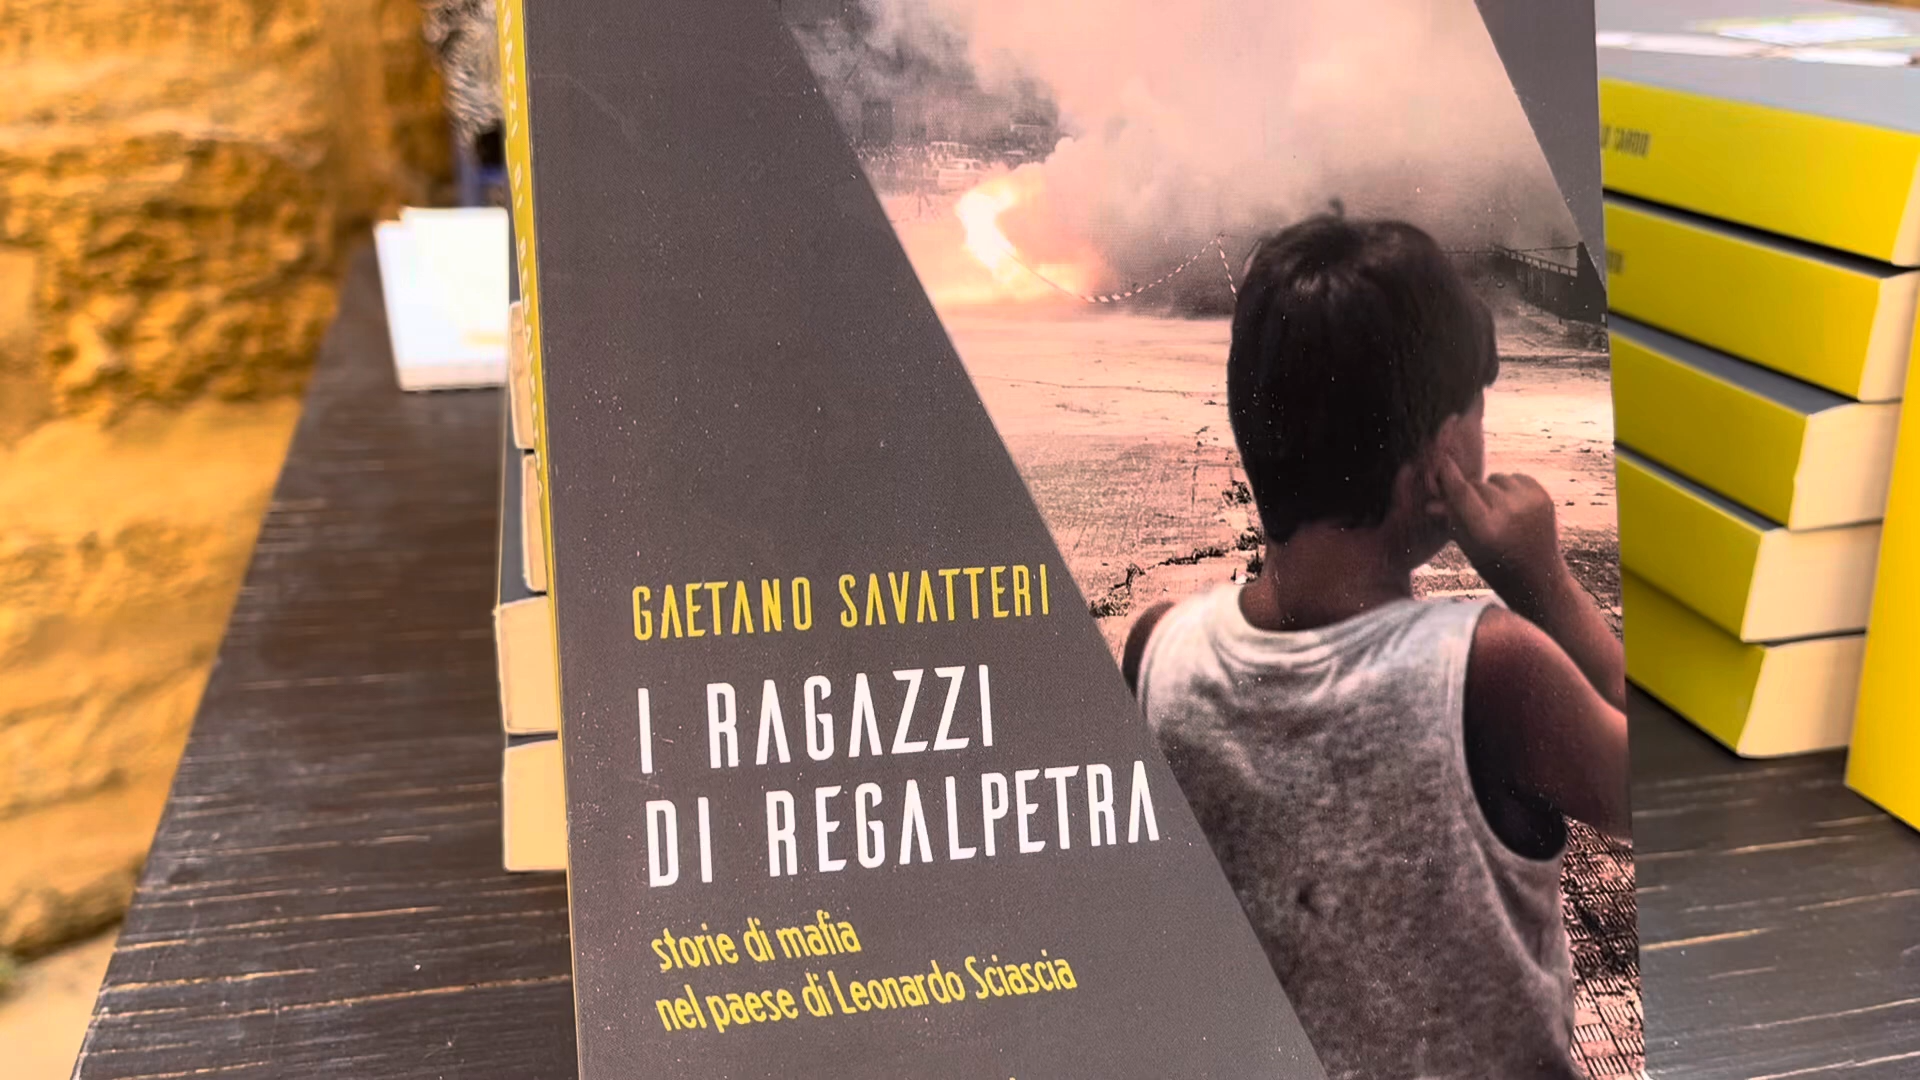 GAETANO SAVATTERI
I RAGAZZI
DI REGALPETRA
storie di mafia
nel paese di Leonardo Sciascia